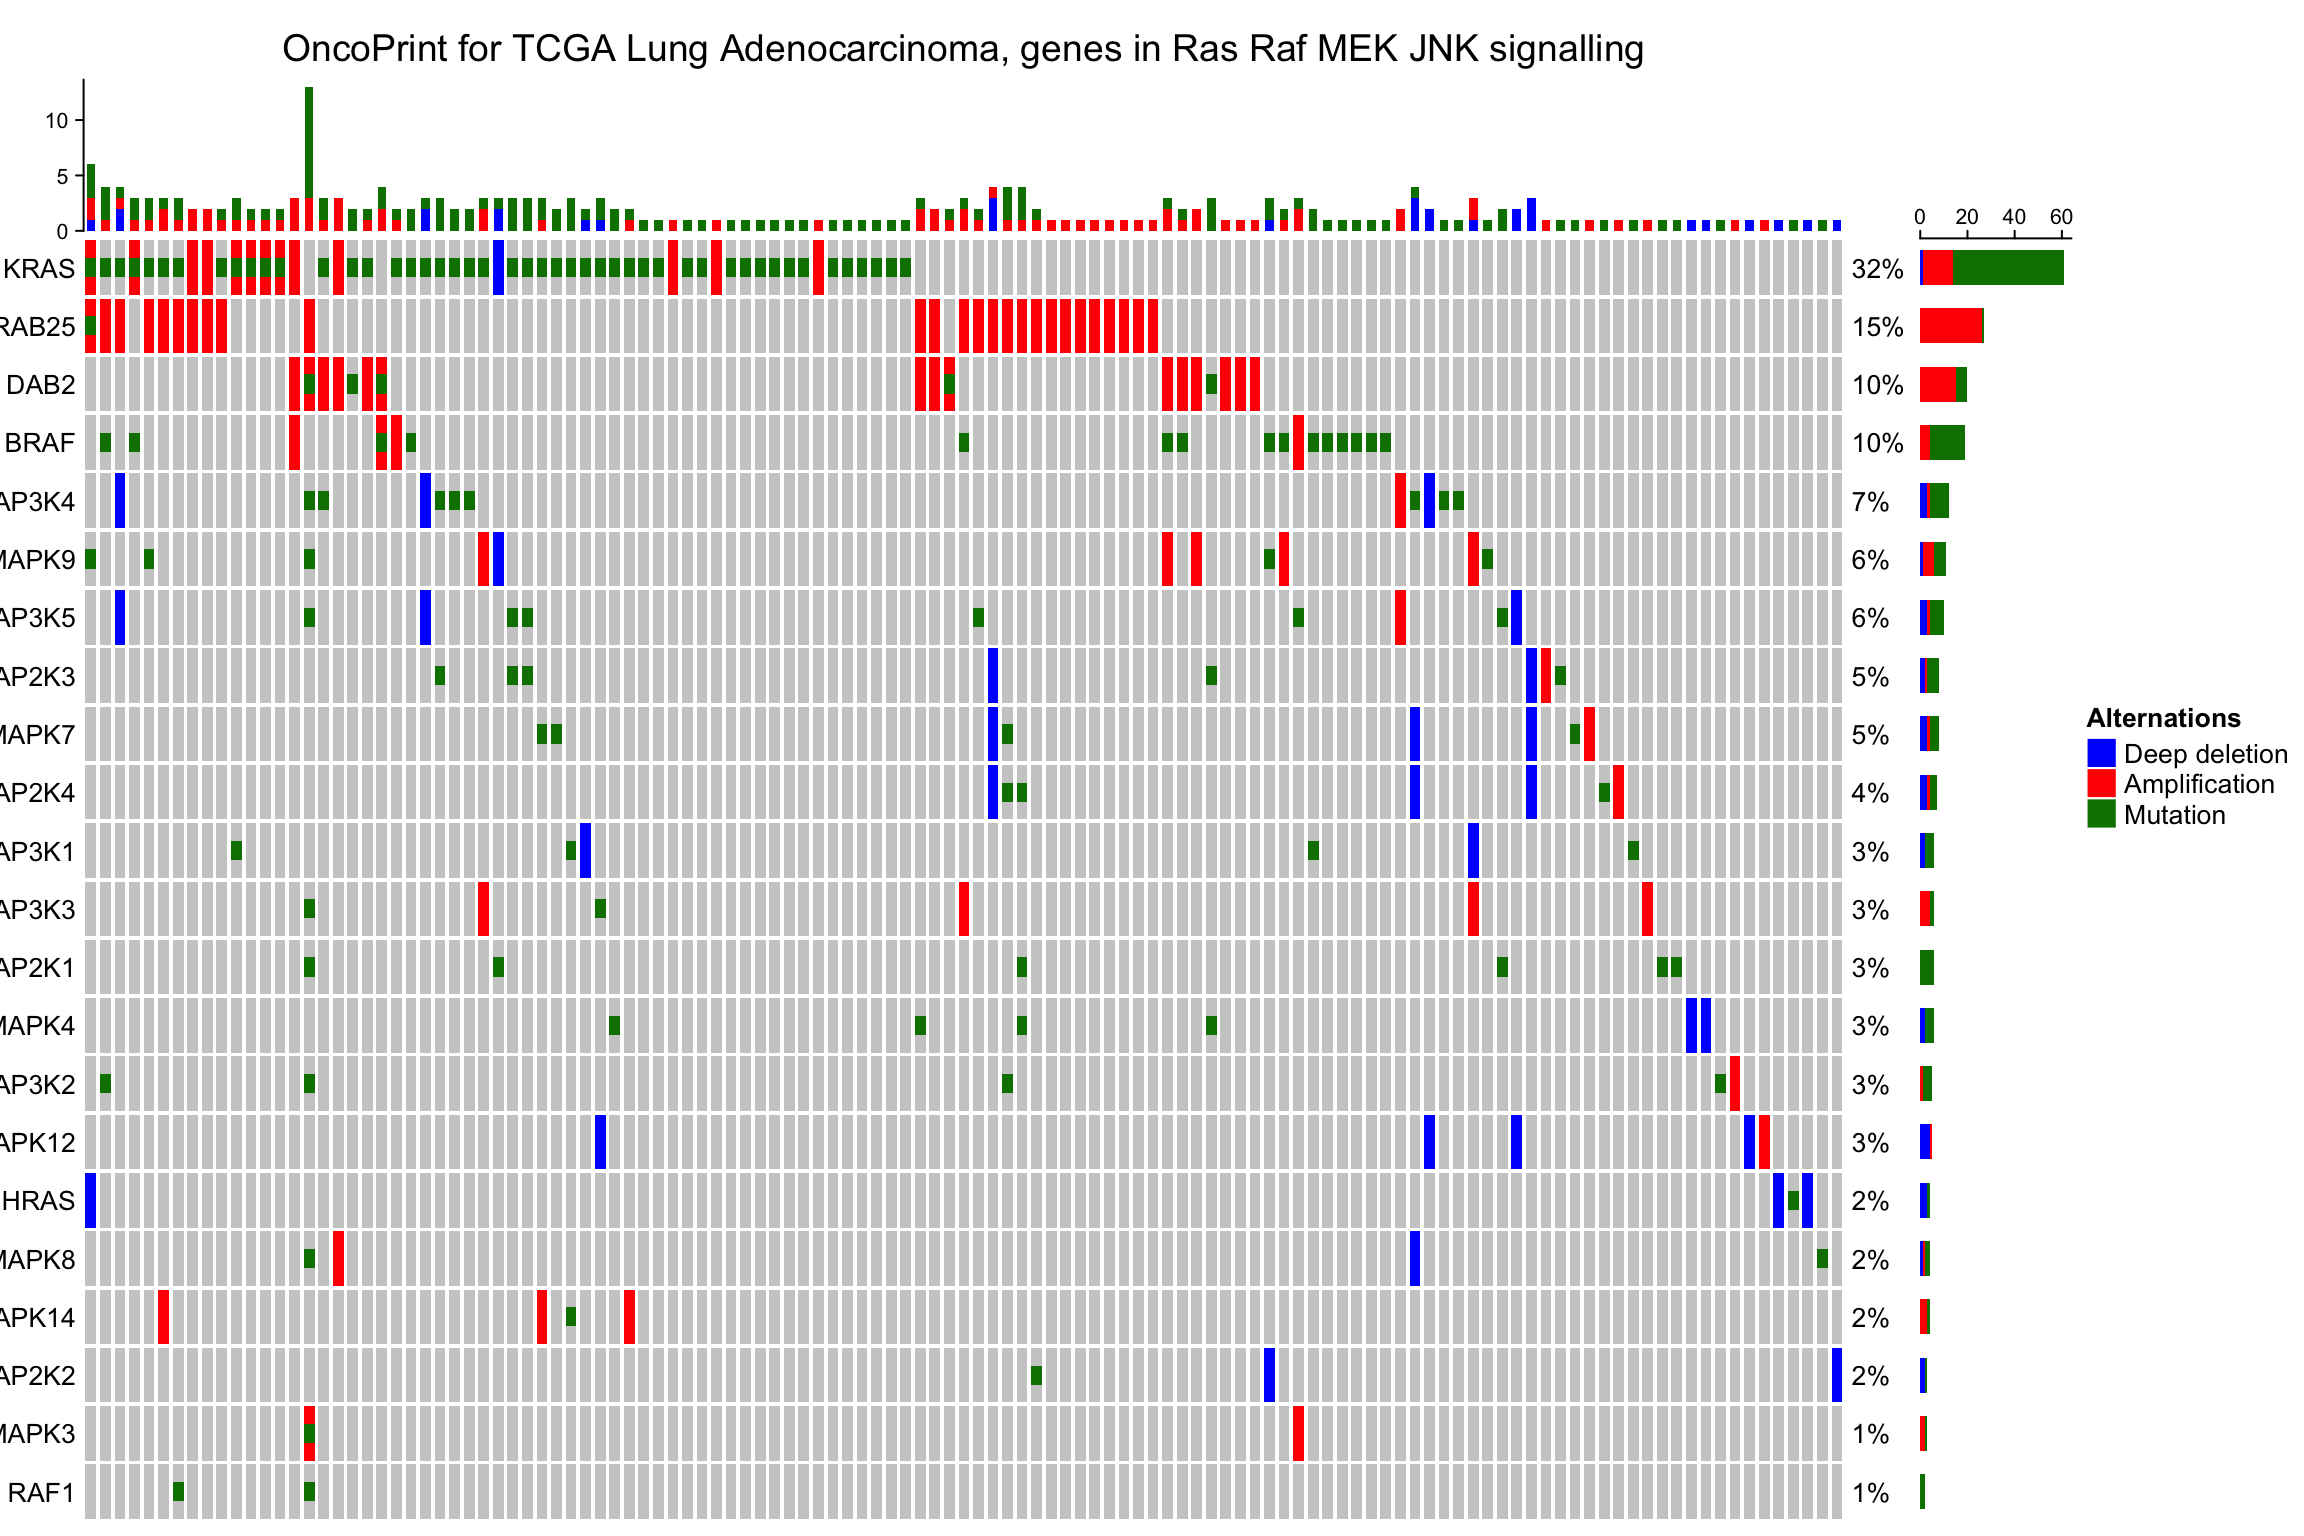 OncoPrint for TCGA Lung Adenocarcinoma, genes in Ras Raf MEK JNK signalling
10
5
0
0 20 40 60
KRAS 32%
RAB25 15%
DAB2 10%
BRAF 10%
AP3K4 7%
MAPK9 6%
AP3K5 6%
AP2K3 5%
MAPK7 5%
AP2K4 4%
AP3K1 3%
AP3K3 3%
AP2K1 3%
MAPK4 3%
AP3K2 3%
APK12 3%
HRAS 2%
MAPK8 2%
APK14 2%
AP2K2 2%
MAPK3 1%
RAF1 1%
Alternations
Deep deletion
Amplification
Mutation